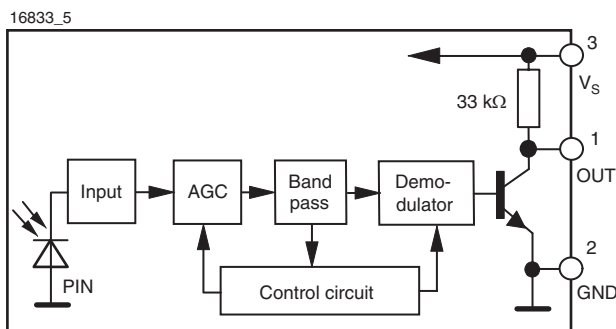 16833_5
3
V_S
33 kΩ
1
OUT
Input
AGC
Band
pass
Demo-
dulator
2
GND
PIN
Control circuit